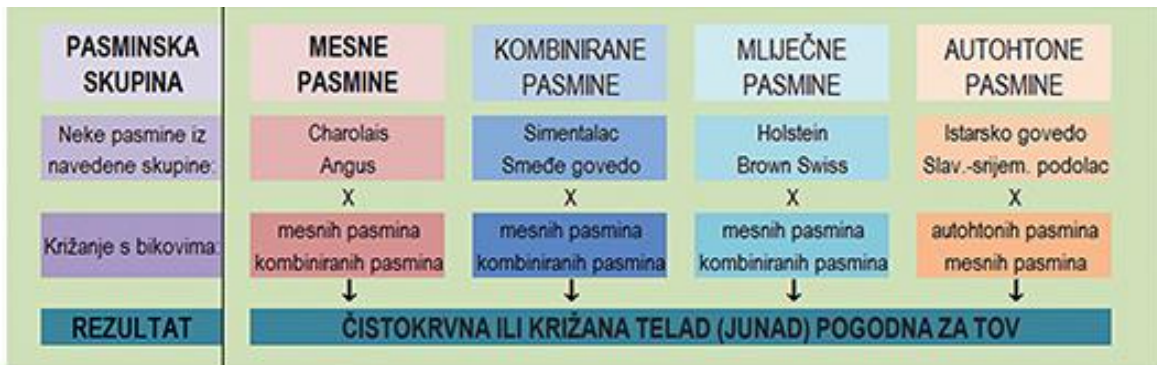 PASMINSKA
SKUPINA
MESNE
PASMINE
KOMBINIRANE
PASMINE
MLIJEČNE
PASMINE
AUTOHTONE
PASMINE
Neke pasmine iz
navedene skupine:
Charolais
Angus
Simentalac
Smeđe govedo
Holstein
Brown Swiss
Istarsko govedo
Slav.-srijem. podolac
X
X
X
X
Križanje s bikovima:
mesnih pasmina
kombiniranih pasmina
mesnih pasmina
kombiniranih pasmina
mesnih pasmina
kombiniranih pasmina
autohtonih pasmina
mesnih pasmina
REZULTAT
ČISTOKRVNA ILI KRIŽANA TELAD (JUNAD) POGODNA ZA TOV